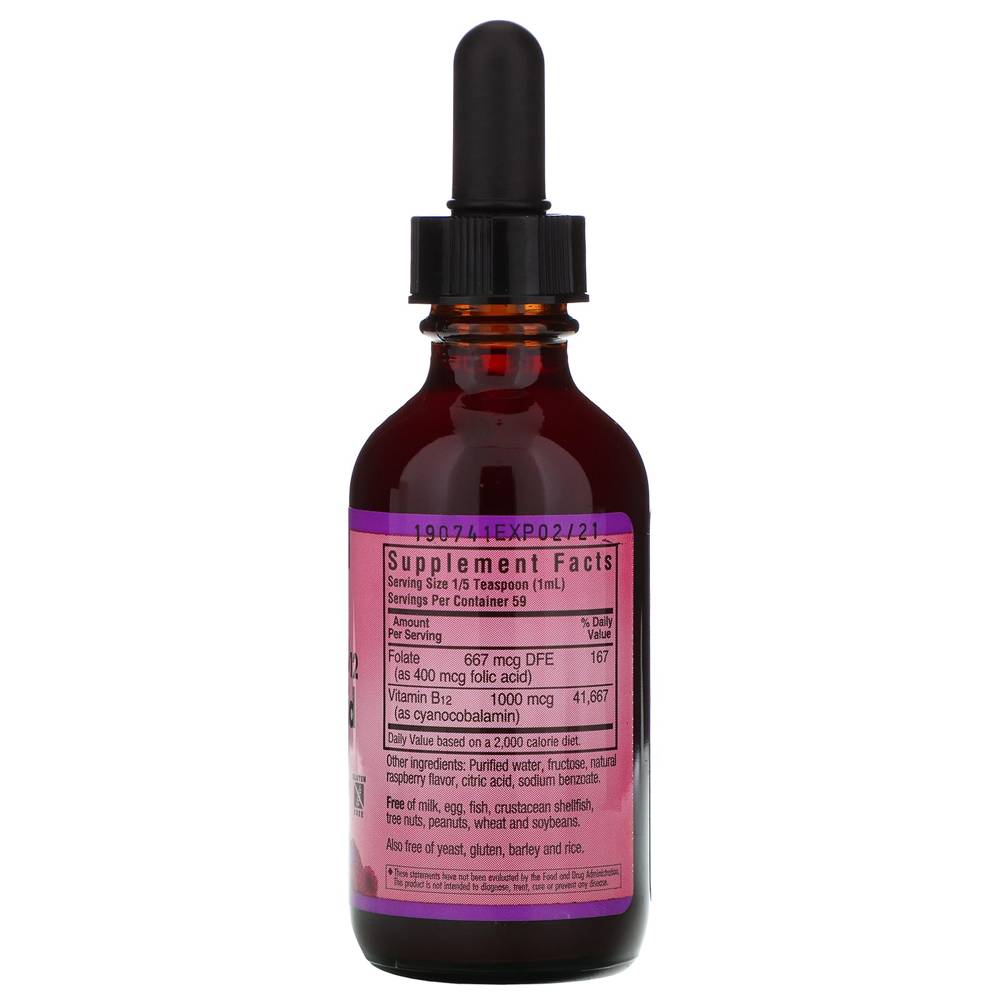 190741EXP02/21
Supplement Facts
Serving Size 1/5 Teaspoon (1mL)
Servings Per Container 59
Amount Per Serving % Daily Value
Folate 667 mcg DFE 167
(as 400 mcg folic acid)
Vitamin B12 1000 mcg 41,667
(as cyanocobalamin)
Daily Value based on a 2,000 calorie diet.
Other ingredients: Purified water, fructose, natural
raspberry flavor, citric acid, sodium benzoate.
Free of milk, egg, fish, crustacean shellfish,
tree nuts, peanuts, wheat and soybeans.
Also free of yeast, gluten, barley and rice.
♦ These statements have not been evaluated by the Food and Drug Administration.
This product is not intended to diagnose, treat, cure or prevent any disease.
12
d
GLUTEN
FREE